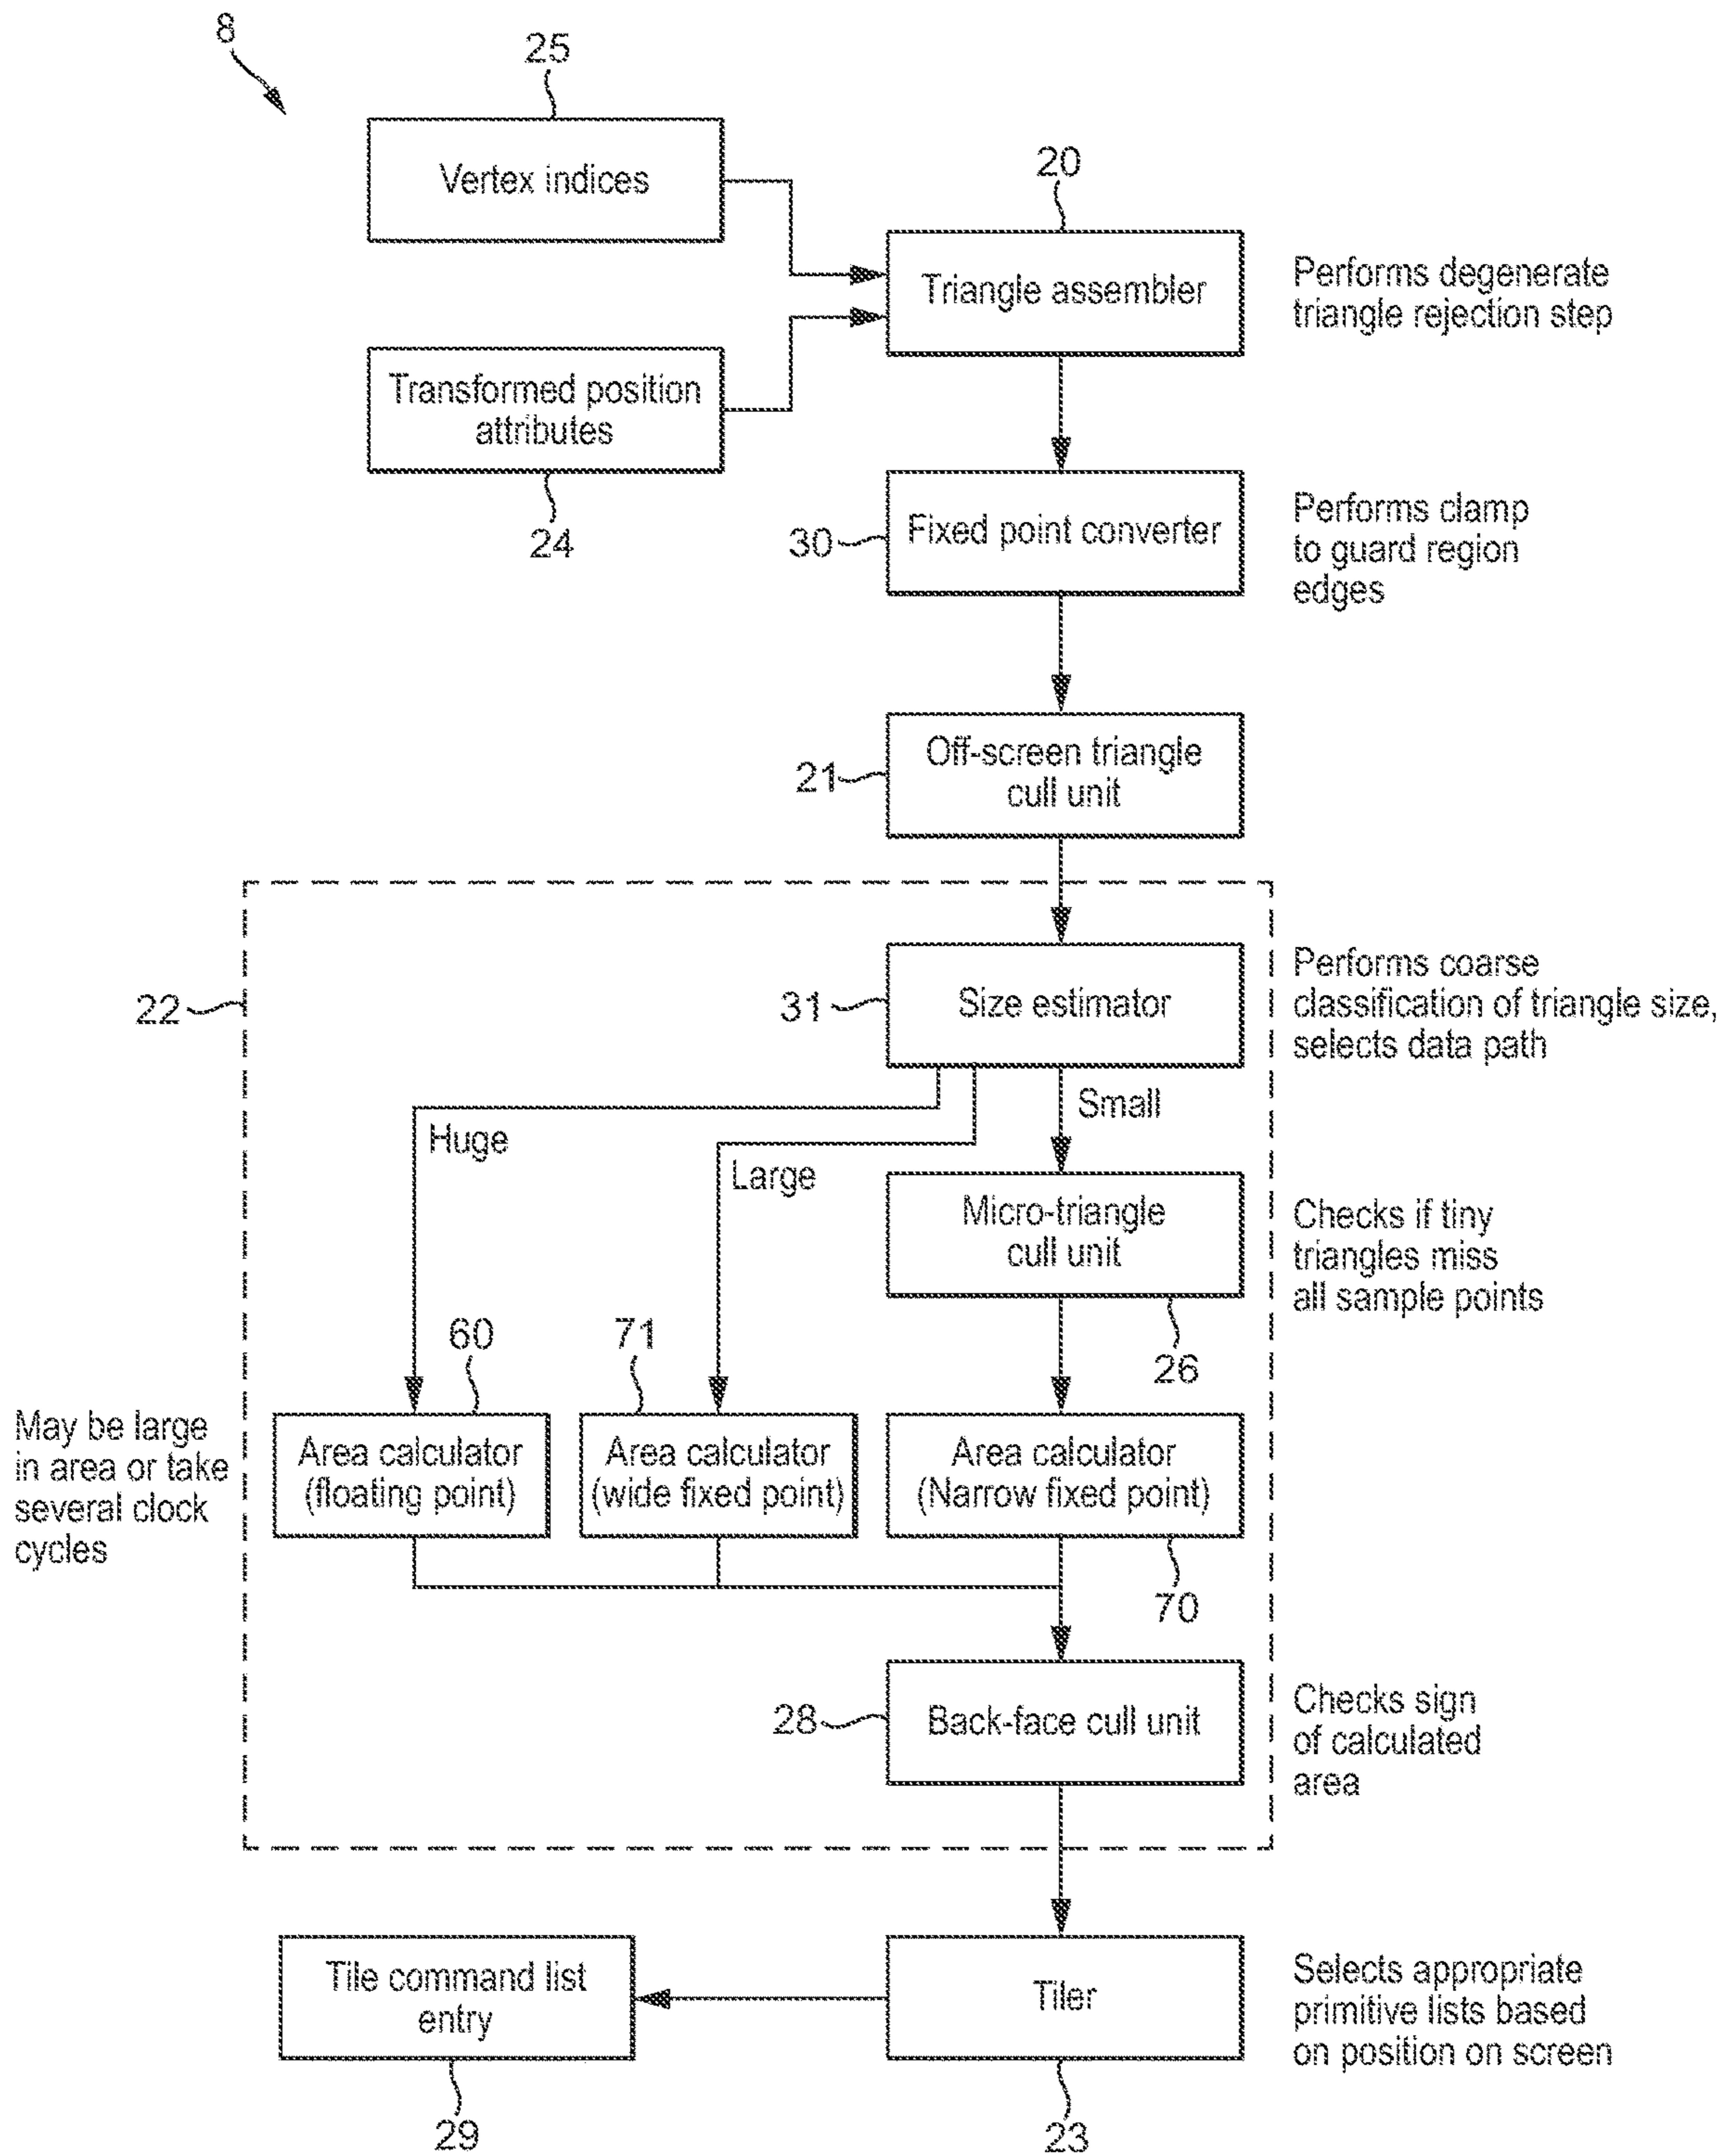 8
25
Vertex indices
20
Triangle assembler
Performs degenerate
triangle rejection step
Transformed position
attributes
24
30
Fixed point converter
Performs clamp
to guard region
edges
21
Off-screen triangle
cull unit
22
31
Size estimator
Performs coarse
classification of triangle size,
selects data path
Huge
Large
Small
Micro-triangle
cull unit
26
Checks if tiny
triangles miss
all sample points
May be large
in area or take
several clock
cycles
60
Area calculator
(floating point)
71
Area calculator
(wide fixed point)
Area calculator
(Narrow fixed point)
70
28
Back-face cull unit
Checks sign
of calculated
area
Tile command list
entry
29
Tiler
23
Selects appropriate
primitive lists based
on position on screen